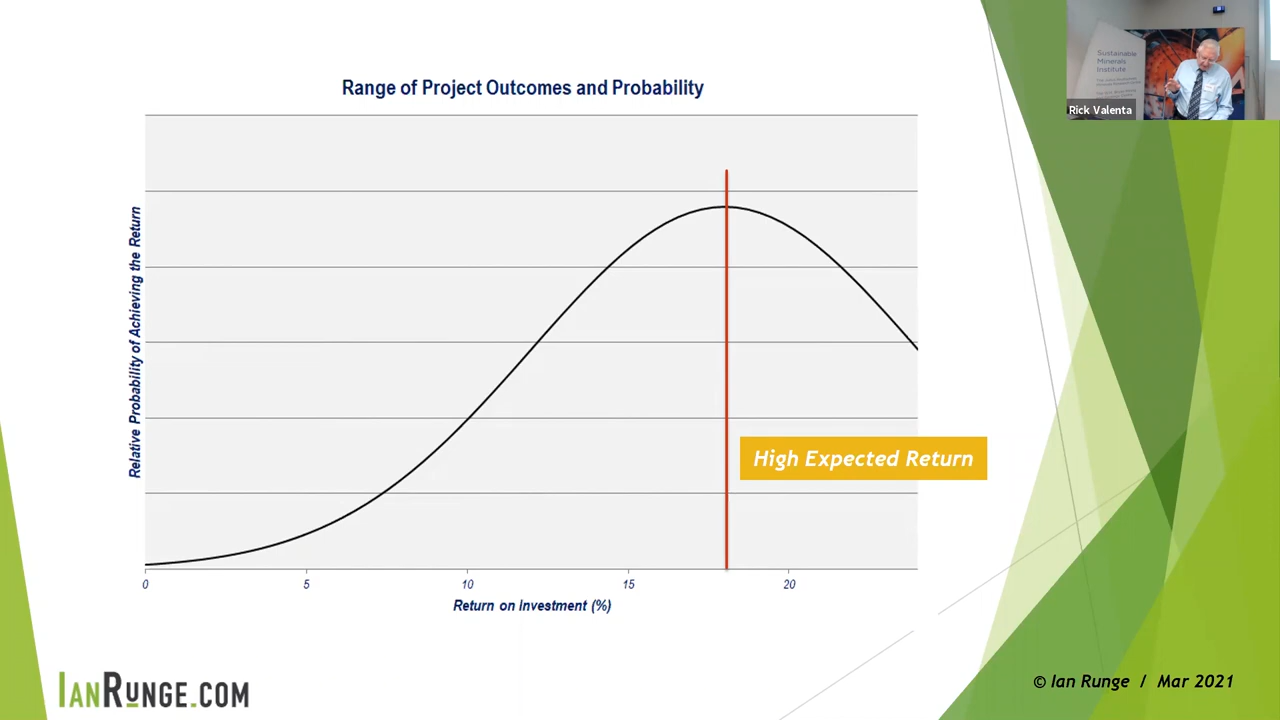 Sustainable
Minerals
Institute
Rick Valenta
Range of Project Outcomes and Probability
Relative Probability of Achieving the Return
High Expected Return
0 5 10 15 20
Return on Investment (%)
IanRunge.com
© Ian Runge / Mar 2021